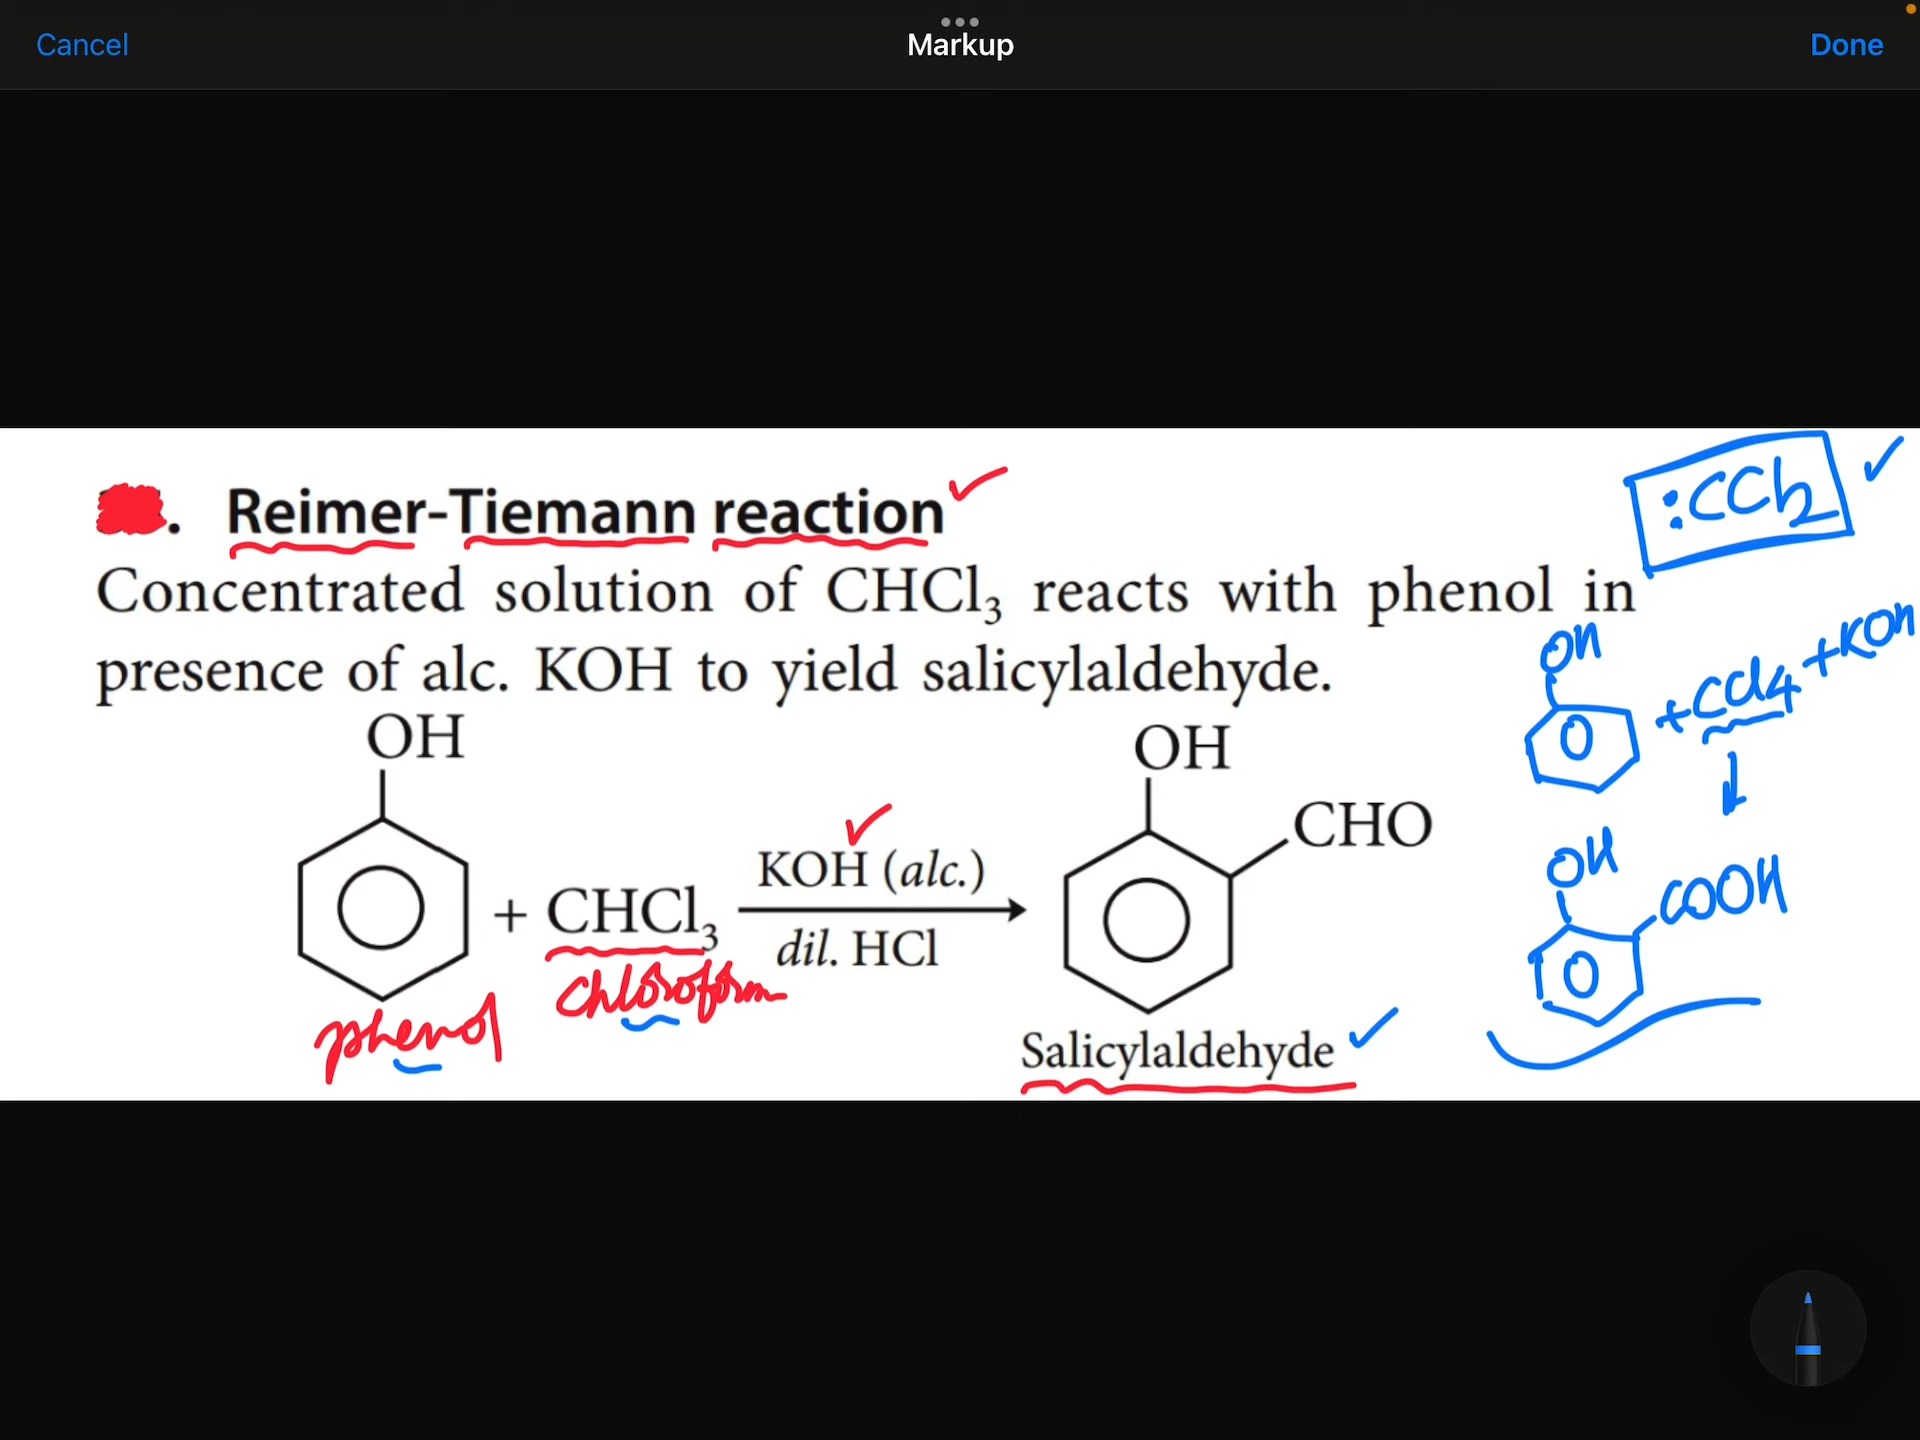 Cancel
Markup
Done
. Reimer-Tiemann reaction
:CCl2
Concentrated solution of CHCl3 reacts with phenol in
presence of alc. KOH to yield salicylaldehyde.
OH
+ CHCl3
KOH (alc.)
dil. HCl
OH
CHO
phenol
chloroform
Salicylaldehyde
OH
+CCl4 +KOH
OH
COOH